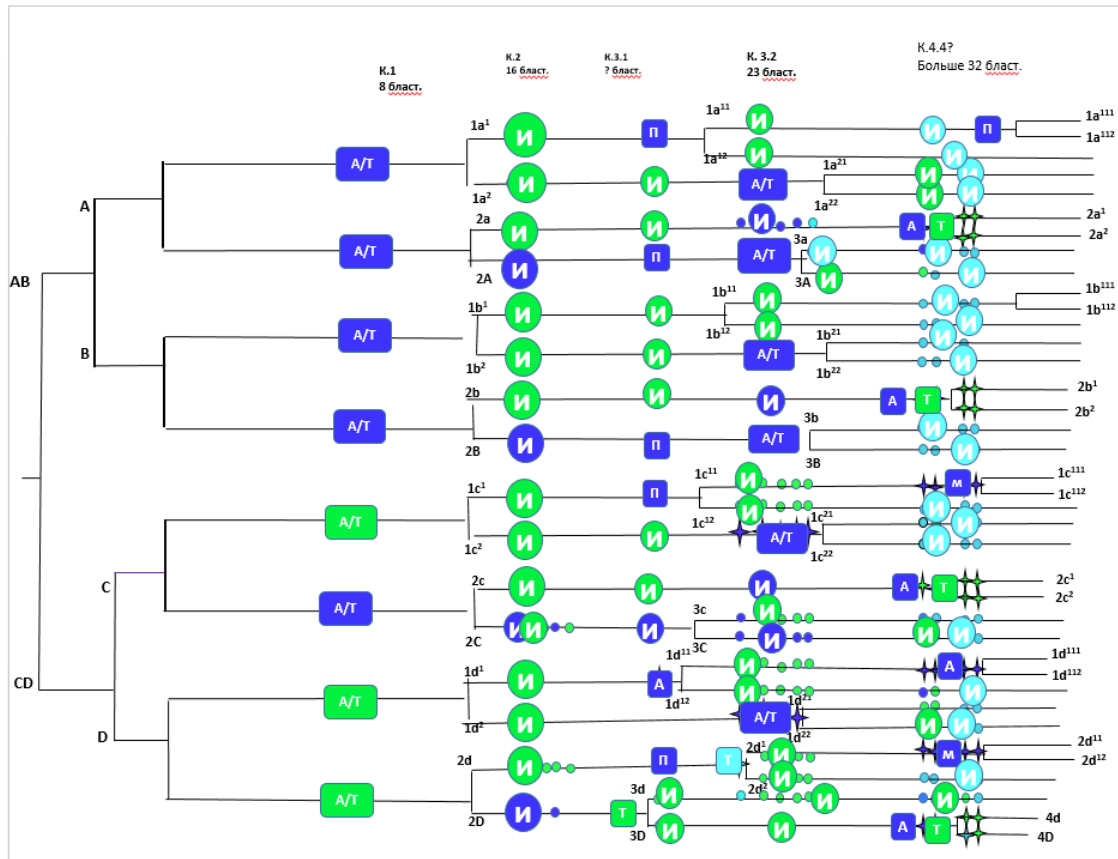 К.1
8 бласт.
К.2
16 бласт.
К.3.1
? бласт.
К. 3.2
23 бласт.
К.4.4?
Больше 32 бласт.
1a¹¹ 1a¹¹¹
1a¹ И П И И П 1a¹¹²
А/Т 1a¹² И И
1a² И И А/Т 1a²¹ И И
1a²² И И
A 2a И И И А Т 2a¹
2a²
А/Т И П А/Т 3a И И
2A 3A И И
AB
1b¹ И И 1b¹¹ И И 1b¹¹¹
1b¹¹²
B А/Т 1b¹² И И
1b² И И А/Т 1b²¹ И
1b²² И
2b И И И А Т 2b¹
2b²
А/Т И П А/Т 3b И
2B 3B И
1c¹ И П 1c¹¹ И м 1c¹¹¹
1c¹¹²
А/Т 1c¹² И И
1c² И И А/Т 1c²¹ И
1c²² И
C 2c И И И А Т 2c¹
2c²
А/Т И И И 3c И
2C 3C И И И
CD
1d¹ И А 1d¹¹ И А 1d¹¹¹
1d¹¹²
А/Т 1d¹² И И
1d² И А/Т 1d²¹
1d²² И И
D 2d И П Т 2d¹ И м 2d¹¹
2d¹²
2d² И И
А/Т 3d И И И
2D И Т 3D И И А Т 4d
4D